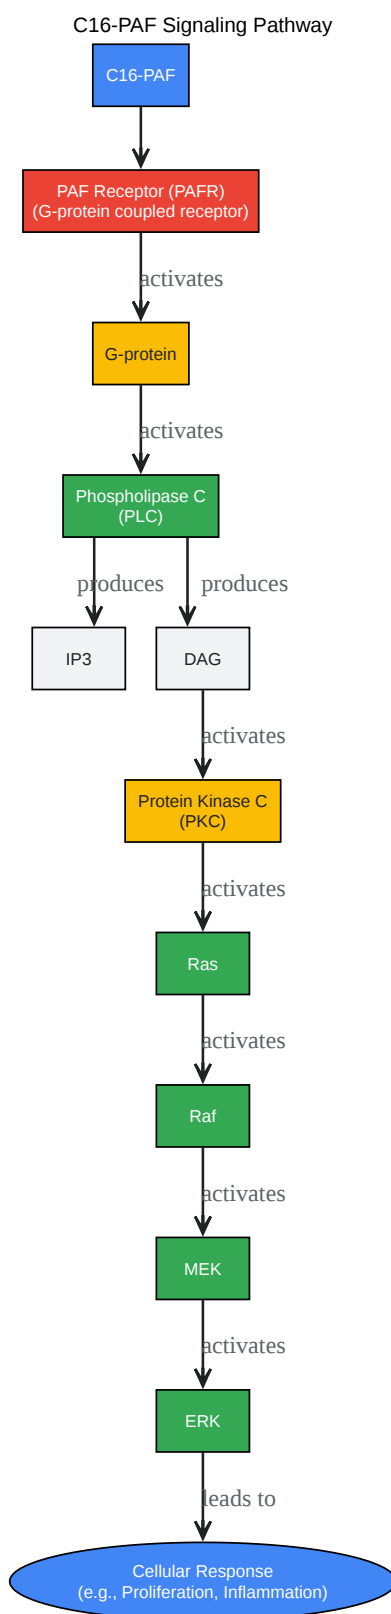 C16-PAF Signaling Pathway
C16-PAF
PAF Receptor (PAFR)
(G-protein coupled receptor)
activates
G-protein
activates
Phospholipase C
(PLC)
produces
produces
IP3
DAG
activates
Protein Kinase C
(PKC)
activates
Ras
activates
Raf
activates
MEK
activates
ERK
leads to
Cellular Response
(e.g., Proliferation, Inflammation)